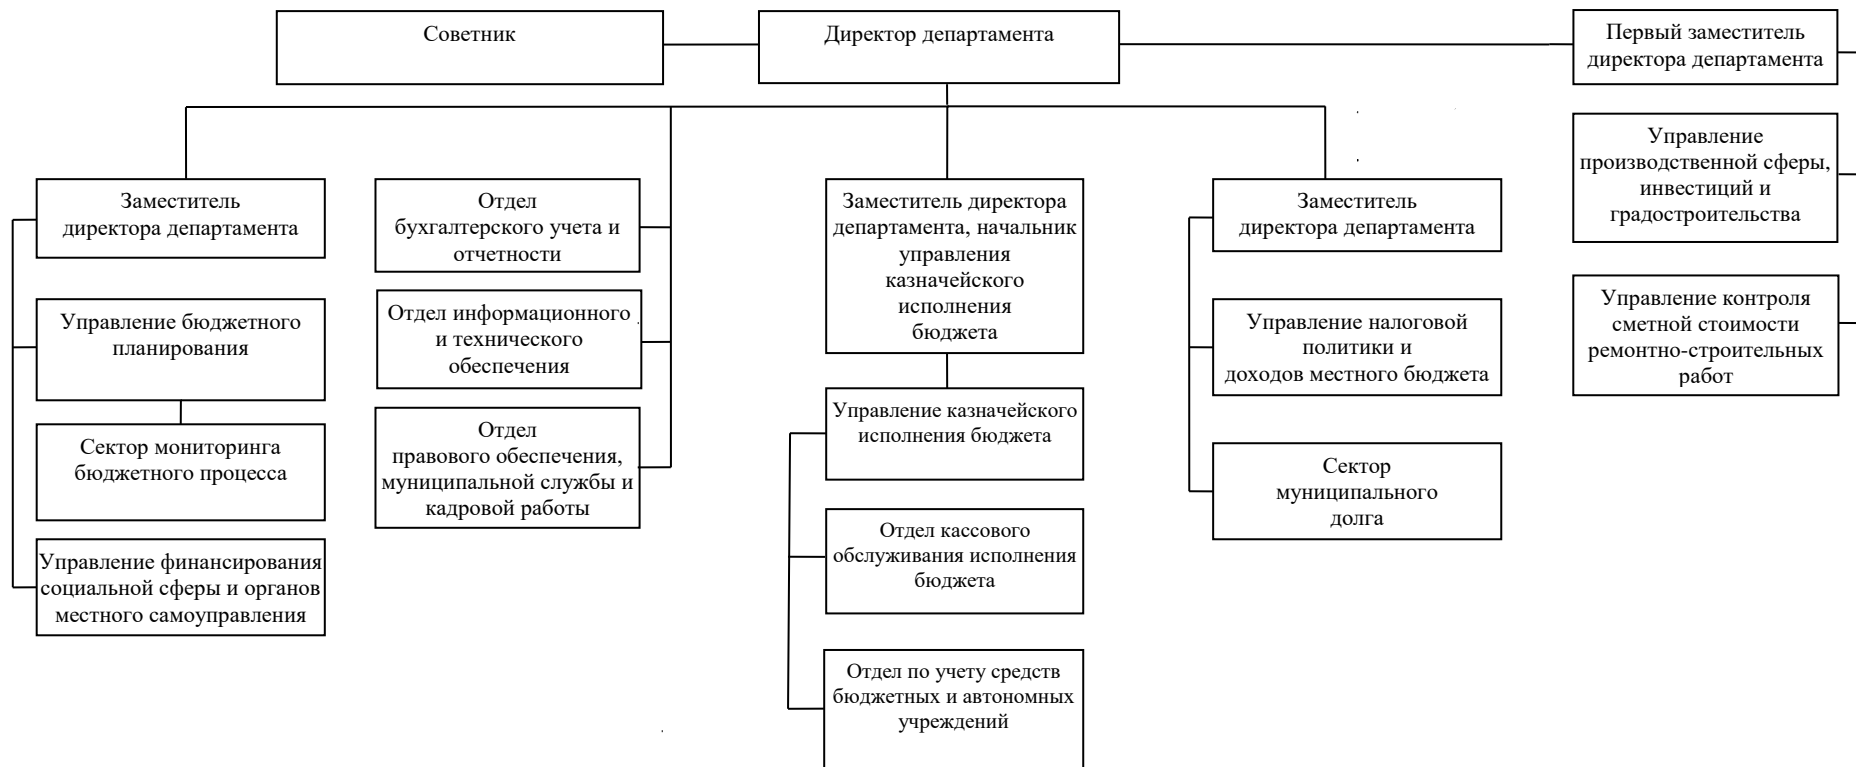 Советник
Директор департамента
Первый заместитель
директора департамента
Заместитель
директора департамента
Управление бюджетного
планирования
Сектор мониторинга
бюджетного процесса
Управление финансирования
социальной сферы и органов
местного самоуправления
Отдел
бухгалтерского учета и
отчетности
Отдел информационного
и технического
обеспечения
Отдел
правового обеспечения,
муниципальной службы и
кадровой работы
Заместитель директора
департамента, начальник
управления
казначейского
исполнения
бюджета
Управление казначейского
исполнения бюджета
Отдел кассового
обслуживания исполнения
бюджета
Отдел по учету средств
бюджетных и автономных
учреждений
Заместитель
директора департамента
Управление налоговой
политики и
доходов местного бюджета
Сектор
муниципального
долга
Управление
производственной сферы,
инвестиций и
градостроительства
Управление контроля
сметной стоимости
ремонтно-строительных
работ